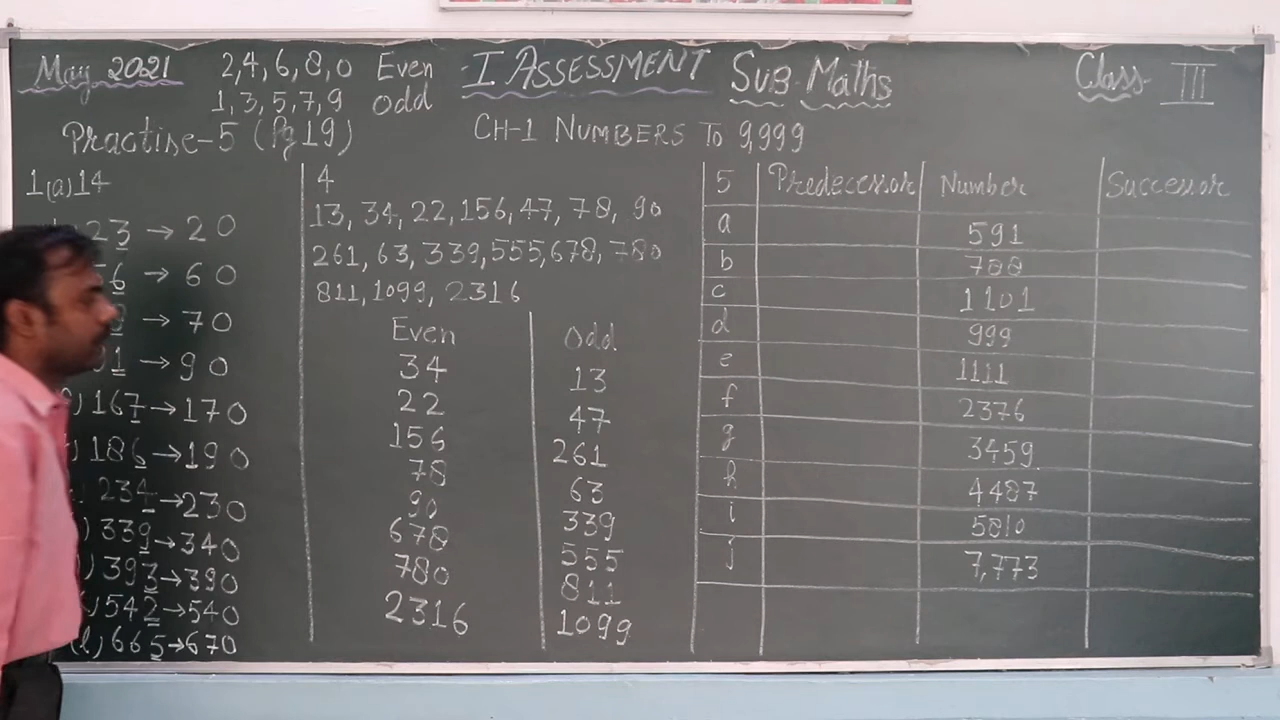 May 2021
2,4,6,8,0 Even
1,3,5,7,9 Odd
I ASSESSMENT SUB-Maths
Class III
Practise-5 (Pg 19)
CH-1 NUMBERS TO 9,999
1(a)14
23 → 20
6 → 60
→ 70
91 → 90
) 167 → 170
) 186 → 190
234 → 230
) 339 → 340
) 393 → 390
) 542 → 540
(l) 665 → 670
4
13, 34, 22, 156, 47, 78, 90
261, 63, 339, 555, 678, 780
811, 1099, 2316
Even Odd
34 13
22 47
156 261
78 63
90 339
678 555
780 811
2316 1099
5 Predecessor Number Successor
a 591
b 788
c 1101
d 999
e 1111
f 2376
g 3459
h 4487
i 5810
j 7,773